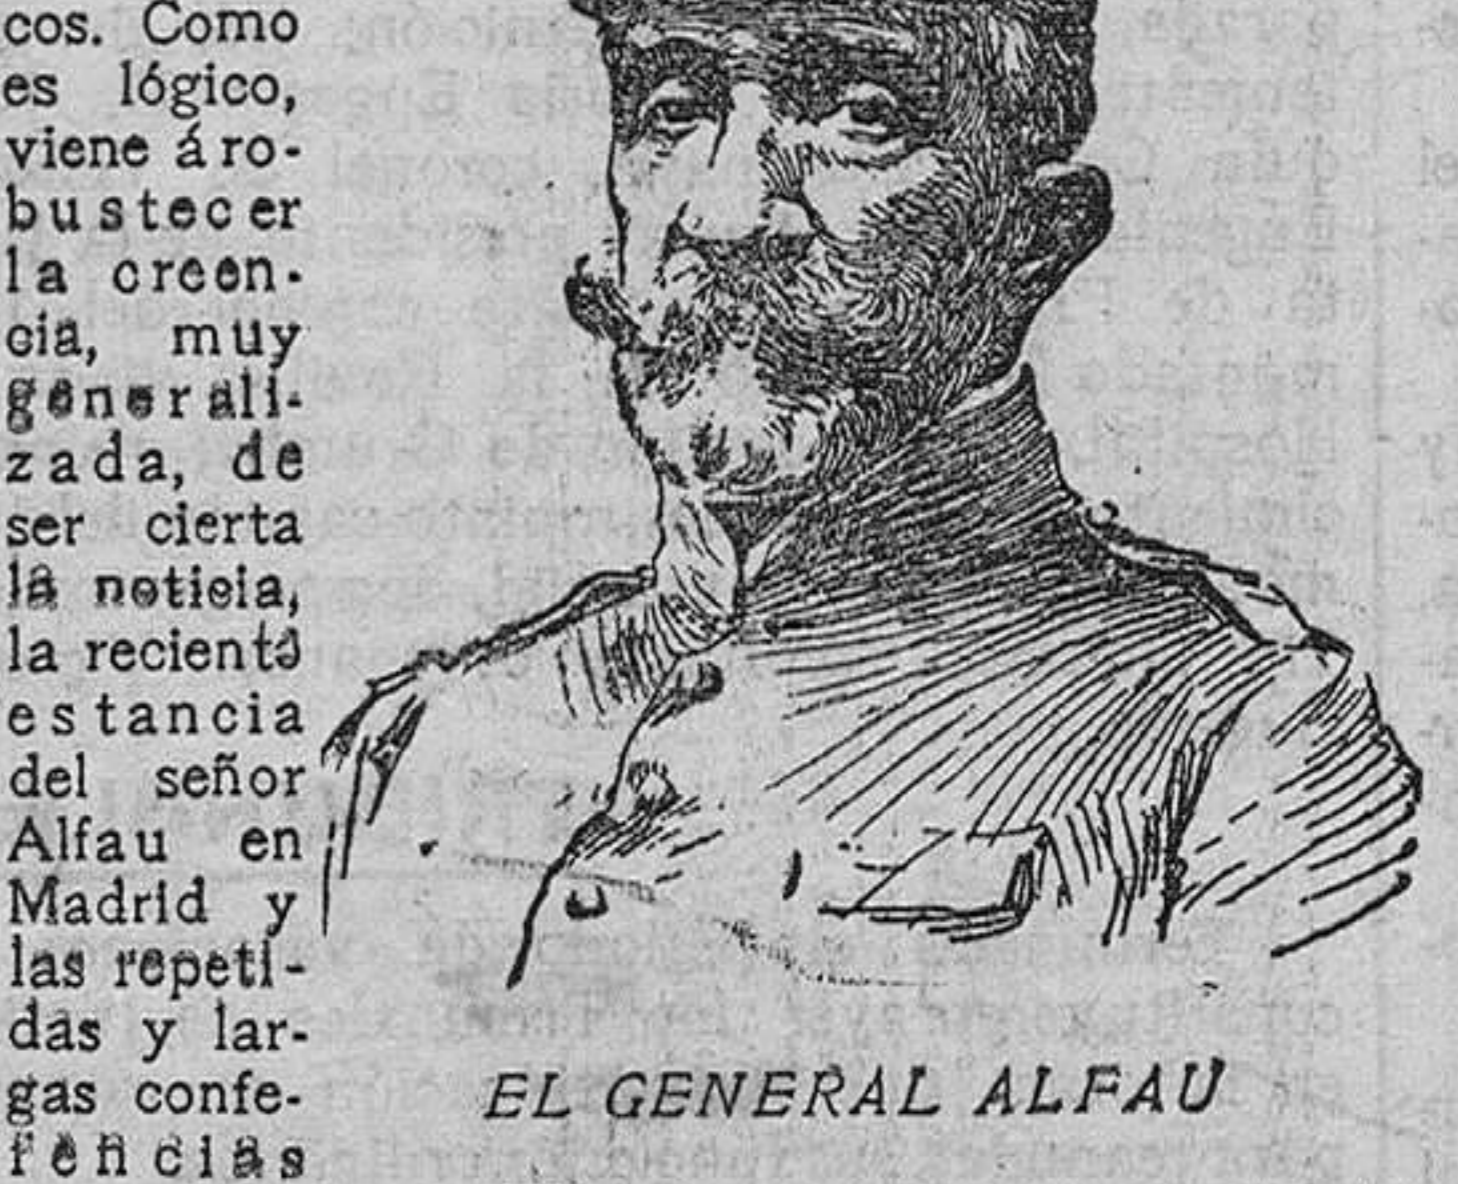 cos. Como
es lógico,
viene á ro-
bustecer
la creen-
cia, muy
generali-
zada, de
ser cierta
la noticia,
la reciente
estancia
del señor
Alfau en
Madrid y
las repeti-
das y lar-
gas confe-
rencias
EL GENERAL ALFAU